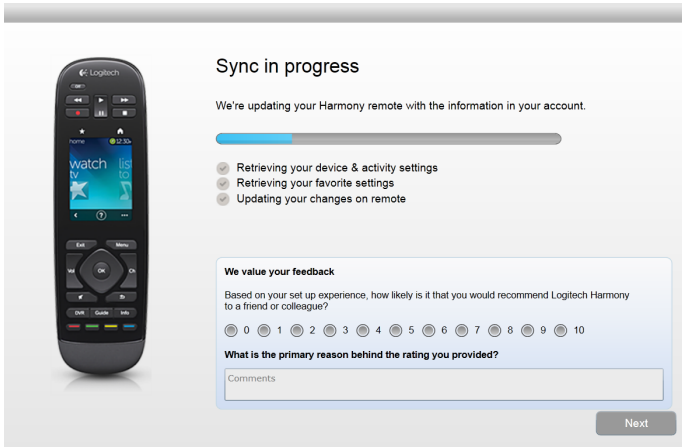 Logitech
Off
home
12:30
watch
tv
lis
to
Exit
Menu
Vol
OK
Ch
DVR
Guide
Info
Sync in progress
We're updating your Harmony remote with the information in your account.
Retrieving your device & activity settings
Retrieving your favorite settings
Updating your changes on remote
We value your feedback
Based on your set up experience, how likely is it that you would recommend Logitech Harmony
to a friend or colleague?
0 1 2 3 4 5 6 7 8 9 10
What is the primary reason behind the rating you provided?
Comments
Next